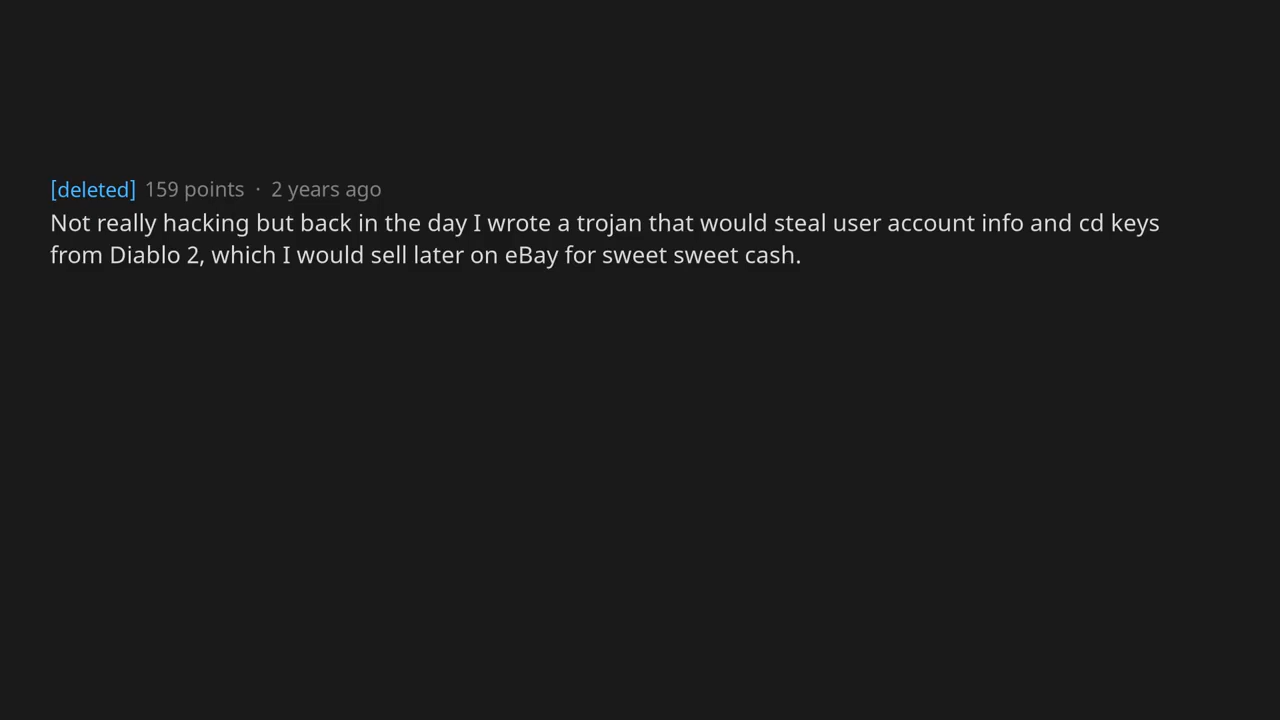 [deleted] 159 points · 2 years ago
Not really hacking but back in the day I wrote a trojan that would steal user account info and cd keys
from Diablo 2, which I would sell later on eBay for sweet sweet cash.